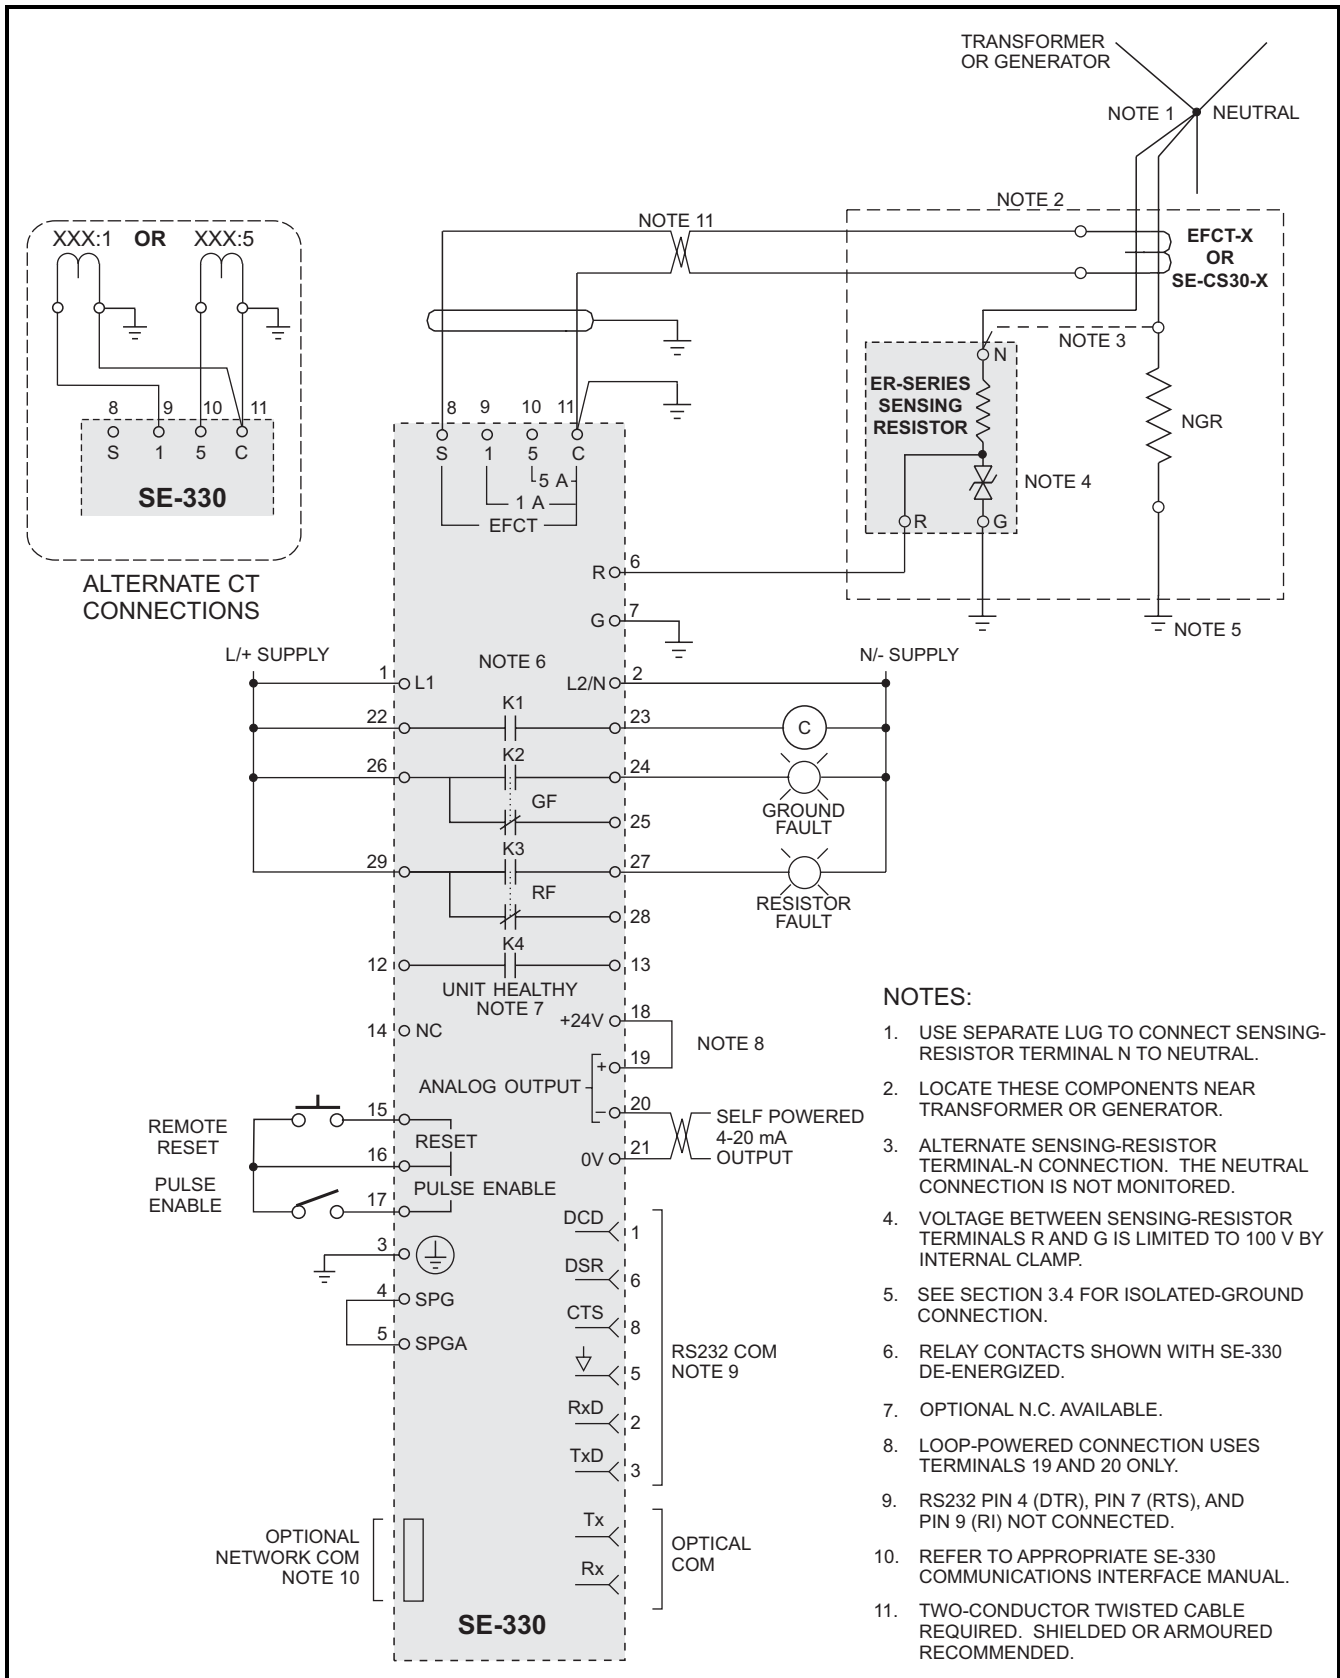 TRANSFORMER
OR GENERATOR
NOTE 1
NEUTRAL
NOTE 2
NOTE 11
EFCT-X
OR
SE-CS30-X
NOTE 3
N
ER-SERIES
SENSING
RESISTOR
NGR
NOTE 4
R
G
NOTE 5
XXX:1 OR XXX:5
8 9 10 11
S 1 5 C
SE-330
ALTERNATE CT
CONNECTIONS
8 9 10 11
S 1 5 C
5 A
1 A
EFCT
R 6
G 7
L/+ SUPPLY
NOTE 6
N/- SUPPLY
1 L1
L2/N 2
22 K1 23
C
26 K2 24
GF
25
GROUND
FAULT
29 K3 27
RF
28
RESISTOR
FAULT
12 K4 13
UNIT HEALTHY
NOTE 7
14 NC
+24V 18
NOTE 8
+ 19
ANALOG OUTPUT
– 20
0V 21
SELF POWERED
4-20 mA
OUTPUT
REMOTE
RESET
15
RESET
16
PULSE
ENABLE
17
PULSE ENABLE
3
4 SPG
5 SPGA
DCD 1
DSR 6
CTS 8
5
RxD 2
TxD 3
RS232 COM
NOTE 9
OPTIONAL
NETWORK COM
NOTE 10
Tx
Rx
OPTICAL
COM
SE-330
NOTES:
1. USE SEPARATE LUG TO CONNECT SENSING-
RESISTOR TERMINAL N TO NEUTRAL.
2. LOCATE THESE COMPONENTS NEAR
TRANSFORMER OR GENERATOR.
3. ALTERNATE SENSING-RESISTOR
TERMINAL-N CONNECTION. THE NEUTRAL
CONNECTION IS NOT MONITORED.
4. VOLTAGE BETWEEN SENSING-RESISTOR
TERMINALS R AND G IS LIMITED TO 100 V BY
INTERNAL CLAMP.
5. SEE SECTION 3.4 FOR ISOLATED-GROUND
CONNECTION.
6. RELAY CONTACTS SHOWN WITH SE-330
DE-ENERGIZED.
7. OPTIONAL N.C. AVAILABLE.
8. LOOP-POWERED CONNECTION USES
TERMINALS 19 AND 20 ONLY.
9. RS232 PIN 4 (DTR), PIN 7 (RTS), AND
PIN 9 (RI) NOT CONNECTED.
10. REFER TO APPROPRIATE SE-330
COMMUNICATIONS INTERFACE MANUAL.
11. TWO-CONDUCTOR TWISTED CABLE
REQUIRED. SHIELDED OR ARMOURED
RECOMMENDED.